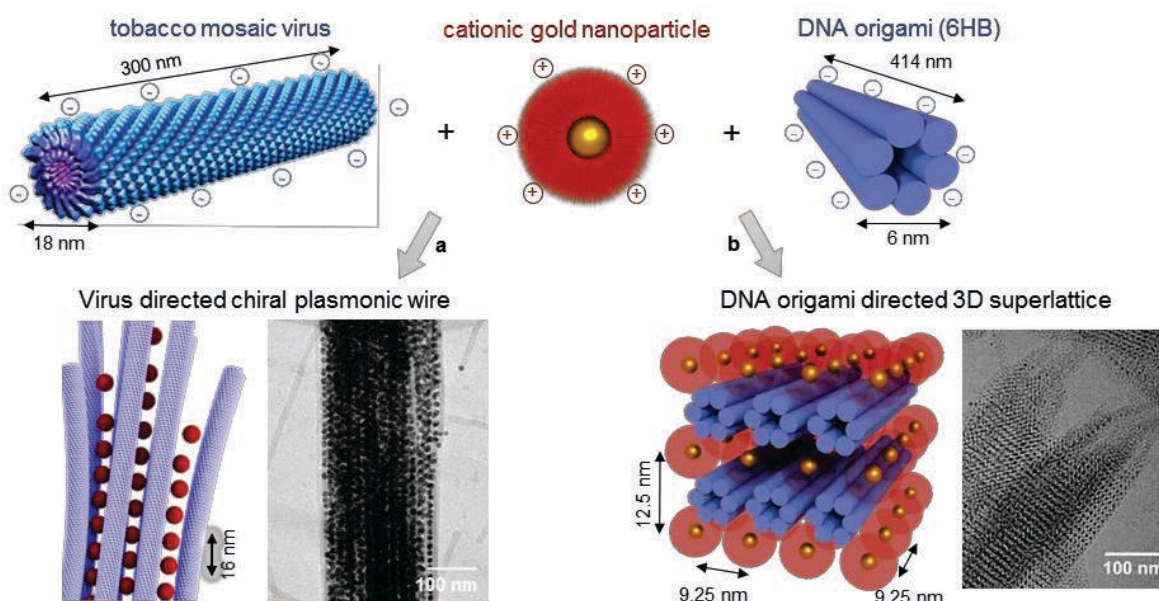 tobacco mosaic virus
cationic gold nanoparticle
DNA origami (6HB)
300 nm
414 nm
+
+
18 nm
6 nm
a
b
Virus directed chiral plasmonic wire
DNA origami directed 3D superlattice
16 nm
100 nm
12.5 nm
9.25 nm
9.25 nm
100 nm